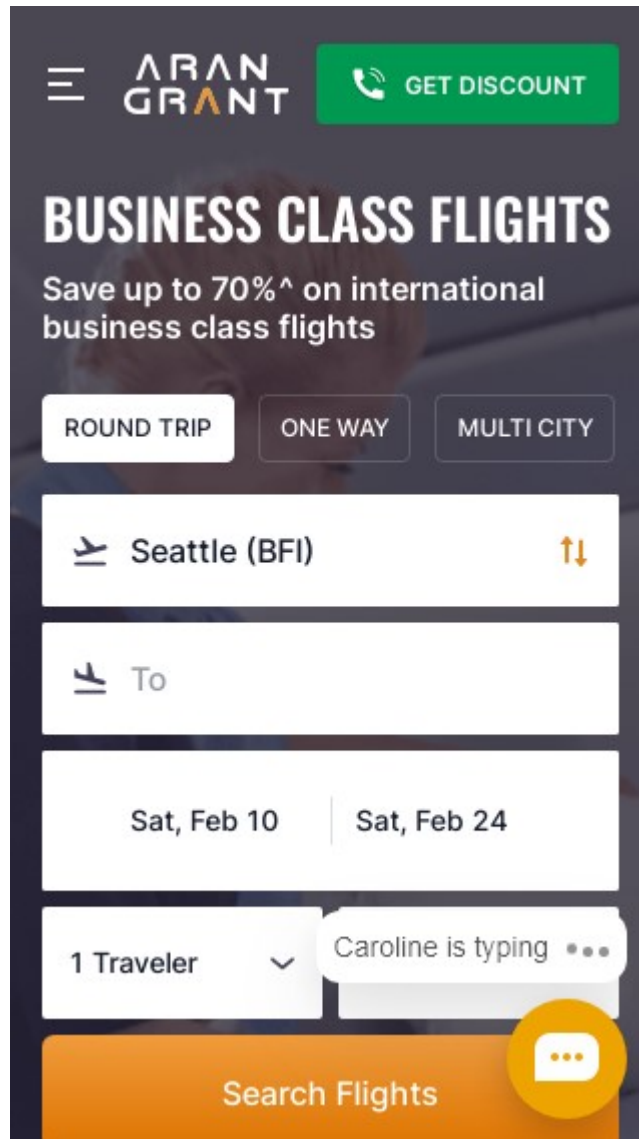 ARAN
GRANT
GET DISCOUNT
BUSINESS CLASS FLIGHTS
Save up to 70%^ on international
business class flights
ROUND TRIP
ONE WAY
MULTI CITY
Seattle (BFI)
To
Sat, Feb 10
Sat, Feb 24
1 Traveler
Caroline is typing
Search Flights